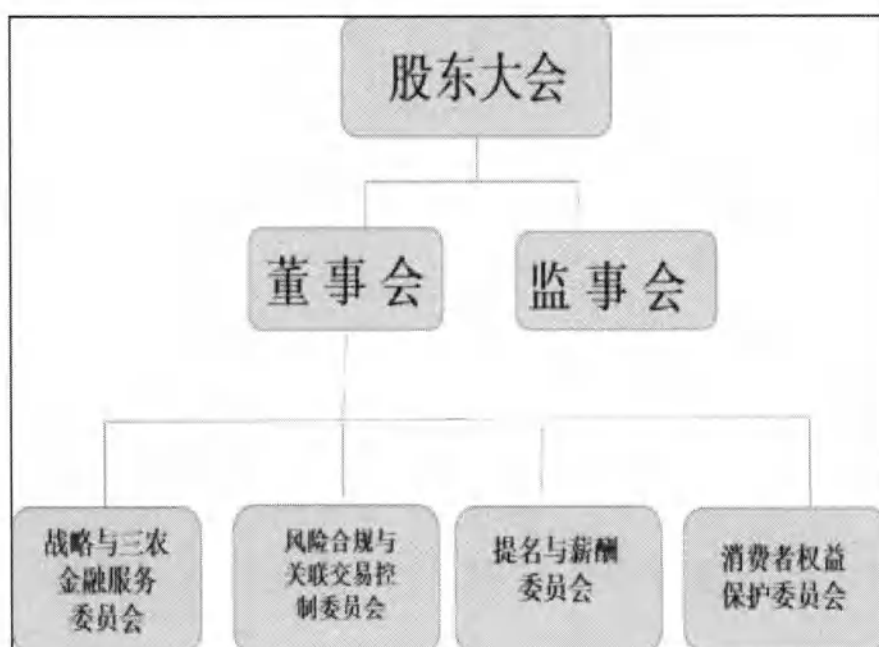 股东大会
董事会
监事会
战略与三农
金融服务
委员会
风险合规与
关联交易控
制委员会
提名与薪酬
委员会
消费者权益
保护委员会